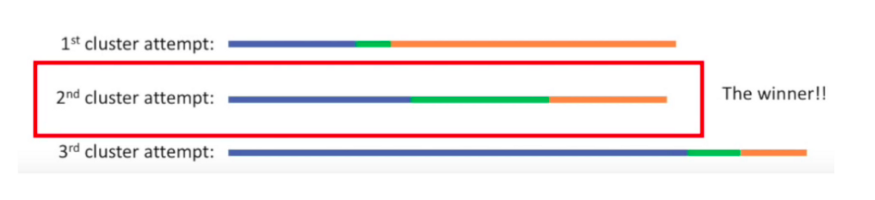 1st cluster attempt:
2nd cluster attempt:
The winner!!
3rd cluster attempt: